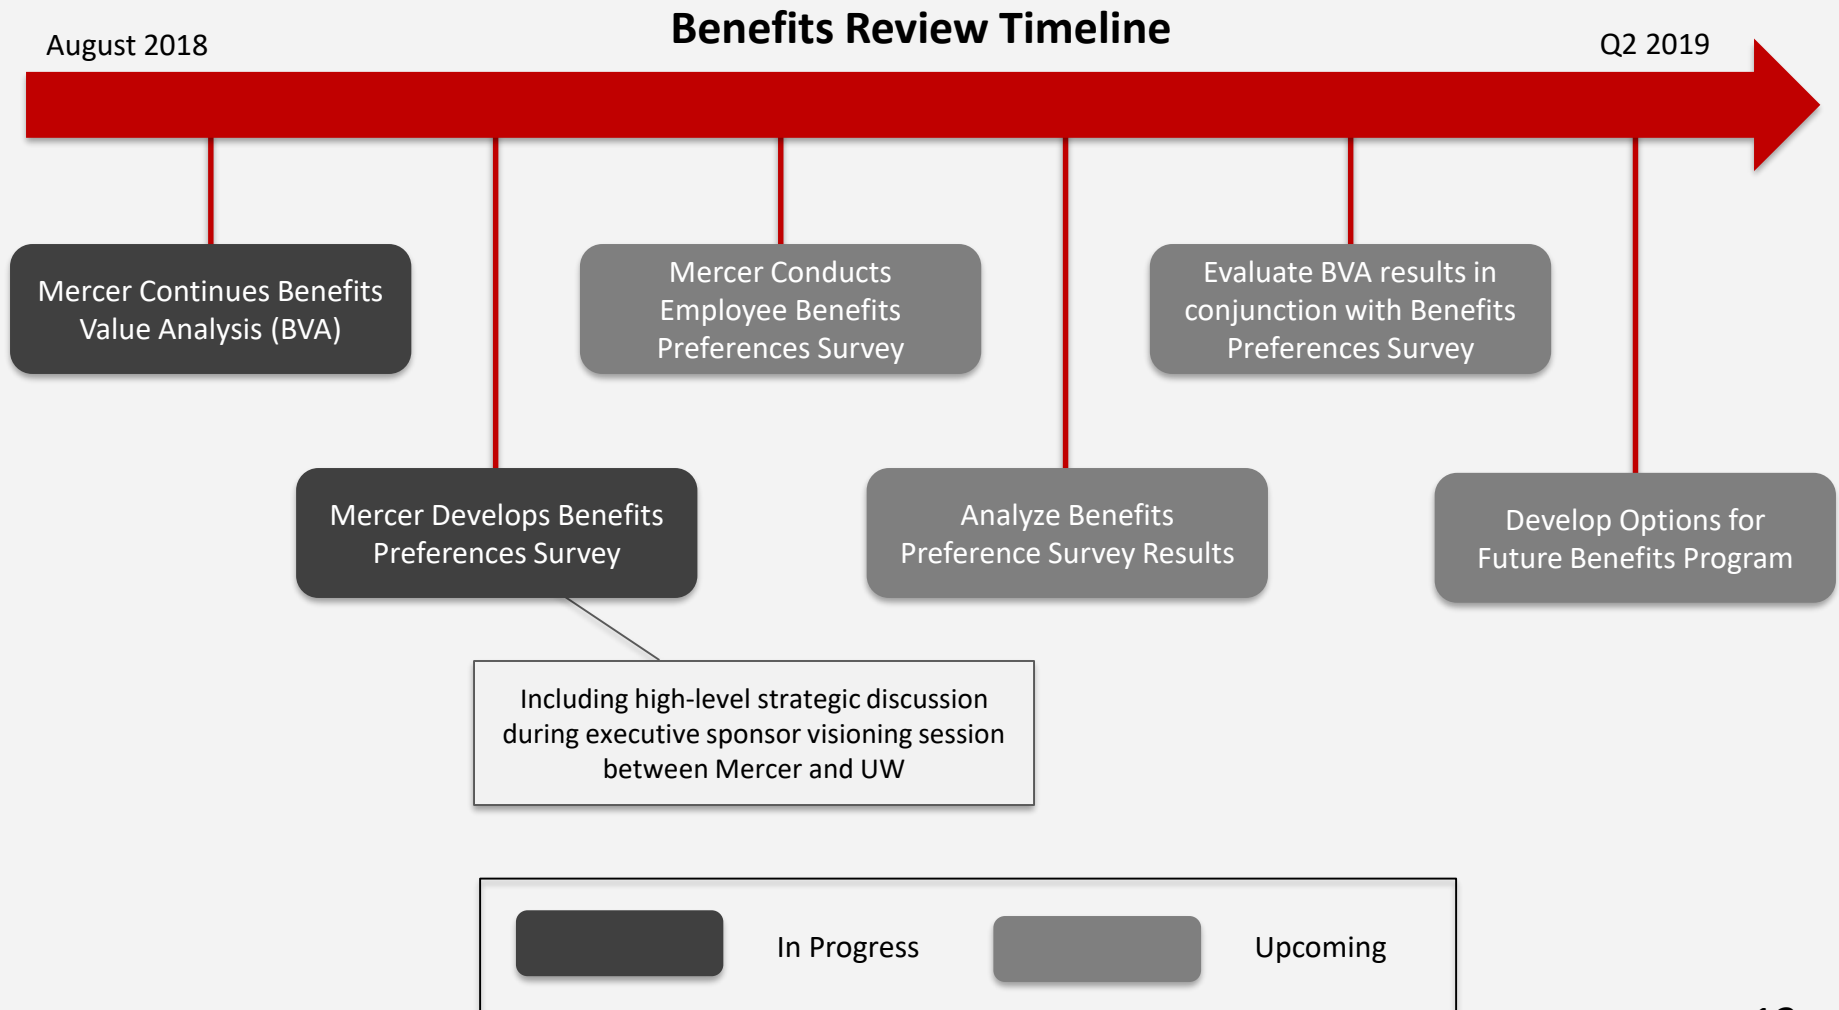 Benefits Review Timeline
August 2018
Q2 2019
Mercer Continues Benefits
Value Analysis (BVA)
Mercer Develops Benefits
Preferences Survey
Including high-level strategic discussion
during executive sponsor visioning session
between Mercer and UW
Mercer Conducts
Employee Benefits
Preferences Survey
Analyze Benefits
Preference Survey Results
Evaluate BVA results in
conjunction with Benefits
Preferences Survey
Develop Options for
Future Benefits Program
In Progress
Upcoming